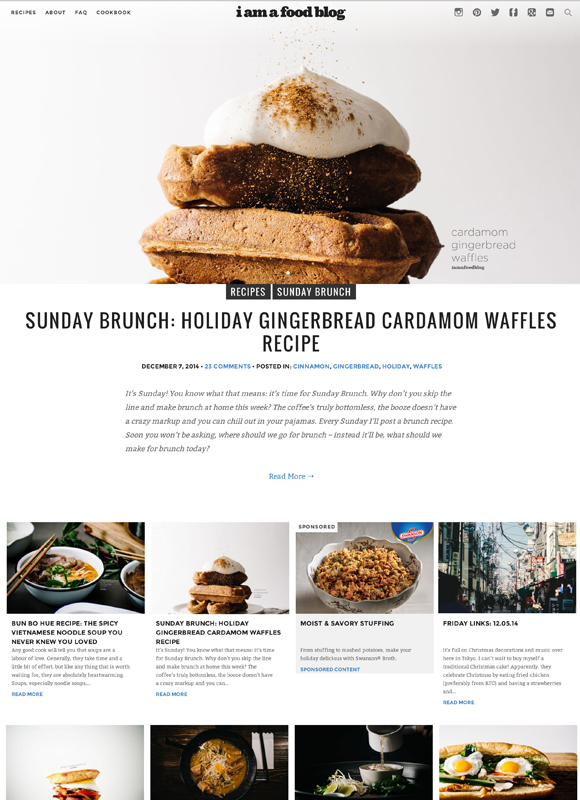 RECIPES ABOUT FAQ COOKBOOK
i am a food blog
cardamom
gingerbread
waffles
iamafoodblog
RECIPES SUNDAY BRUNCH
SUNDAY BRUNCH: HOLIDAY GINGERBREAD CARDAMOM WAFFLES
RECIPE
DECEMBER 7, 2014 • 23 COMMENTS • POSTED IN: CINNAMON, GINGERBREAD, HOLIDAY, WAFFLES
It's Sunday! You know what that means: it's time for Sunday Brunch. Why don't you skip the
line and make brunch at home this week? The coffee's truly bottomless, the booze doesn't have
a crazy markup and you can chill out in your pajamas. Every Sunday I'll post a brunch recipe.
Soon you won't be asking, where should we go for brunch – instead it'll be, what should we
make for brunch today?
Read More →
BUN BO HUE RECIPE: THE SPICY
VIETNAMESE NOODLE SOUP YOU
NEVER KNEW YOU LOVED
Any good cook will tell you that soups are a
labour of love. Generally, they take time and a
little bit of effort, but like any thing that is worth
waiting for, they are absolutely heartwarming.
Soups, especially noodle soups,...
READ MORE
SUNDAY BRUNCH: HOLIDAY
GINGERBREAD CARDAMOM WAFFLES
RECIPE
It's Sunday! You know what that means: it's time
for Sunday Brunch. Why don't you skip the line
and make brunch at home this week? The
coffee's truly bottomless, the booze doesn't have
a crazy markup and you can...
READ MORE
SPONSORED
MOIST & SAVORY STUFFING
From stuffing to mashed potatoes, make your
holiday delicious with Swanson® Broth.
SPONSORED CONTENT
FRIDAY LINKS: 12.05.14
It's full on Christmas decorations and music over
here in Tokyo. I can't wait to buy myself a
traditional Christmas cake! Apparently, they
celebrate Christmas by eating fried chicken
(preferably from KFC) and having a strawberries
and...
READ MORE